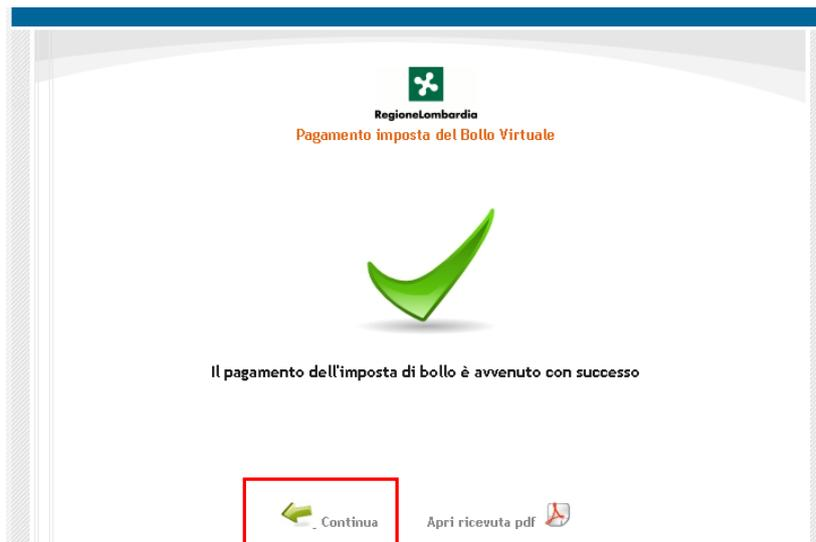 RegioneLombardia
Pagamento imposta del Bollo Virtuale
Il pagamento dell'imposta di bollo è avvenuto con successo
Continua Apri ricevuta pdf